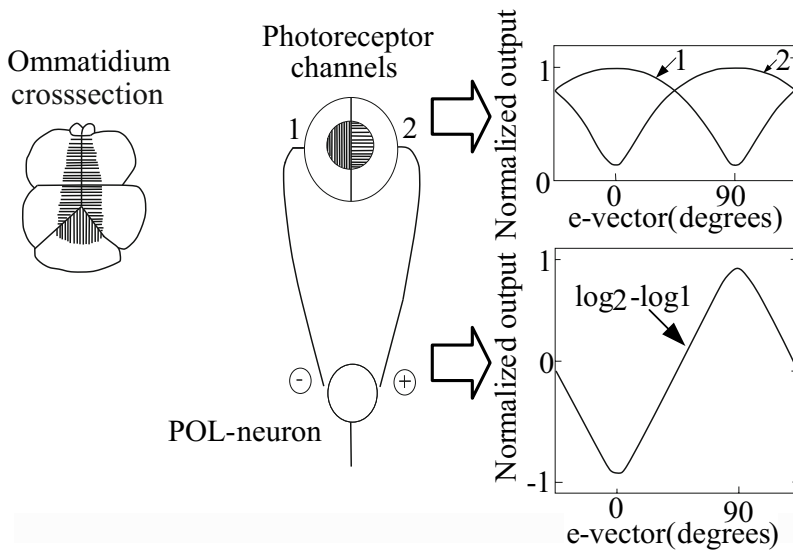 Ommatidium
crosssection
Photoreceptor
channels
1
2
-
+
POL-neuron
Normalized output
1
0
1
2
0
90
e-vector(degrees)
Normalized output
1
0
-1
log2-log1
0
90
e-vector(degrees)